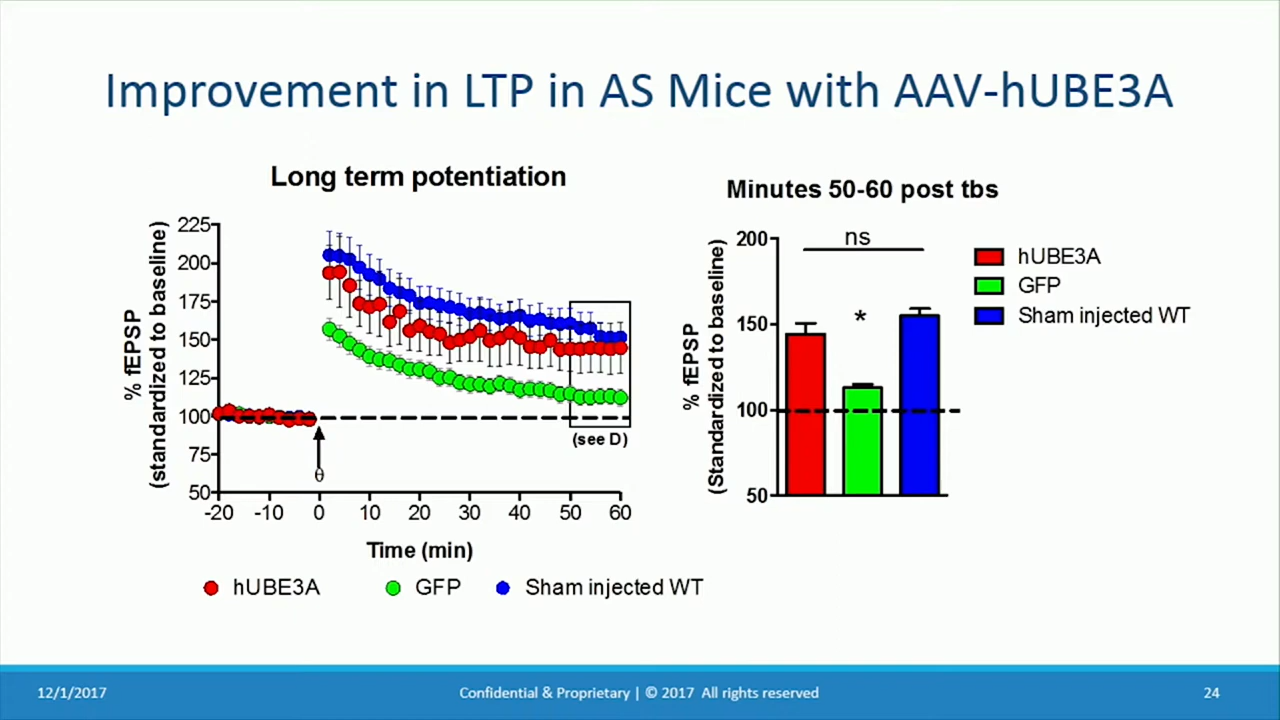 Improvement in LTP in AS Mice with AAV-hUBE3A
Long term potentiation
% fEPSP
(standardized to baseline)
225
200
175
150
125
100
75
50
-20 -10 0 10 20 30 40 50 60
θ
(see D)
Time (min)
hUBE3A GFP Sham injected WT
Minutes 50-60 post tbs
% fEPSP
(Standardized to baseline)
200
150
100
50
ns
*
hUBE3A
GFP
Sham injected WT
12/1/2017 Confidential & Proprietary | © 2017 All rights reserved 24